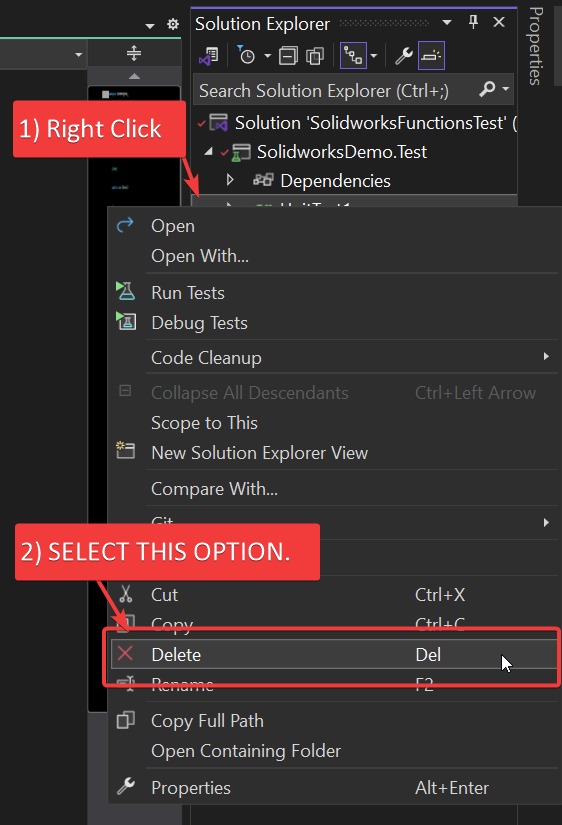 Solution Explorer
Properties
Search Solution Explorer (Ctrl+;)
1) Right Click
Solution 'SolidworksFunctionsTest' (
SolidworksDemo.Test
Dependencies
UnitTest1
Open
Open With...
Run Tests
Debug Tests
Code Cleanup
Collapse All Descendants Ctrl+Left Arrow
Scope to This
New Solution Explorer View
Compare With...
Git
2) SELECT THIS OPTION.
Cut Ctrl+X
Copy Ctrl+C
Delete Del
Rename F2
Copy Full Path
Open Containing Folder
Properties Alt+Enter